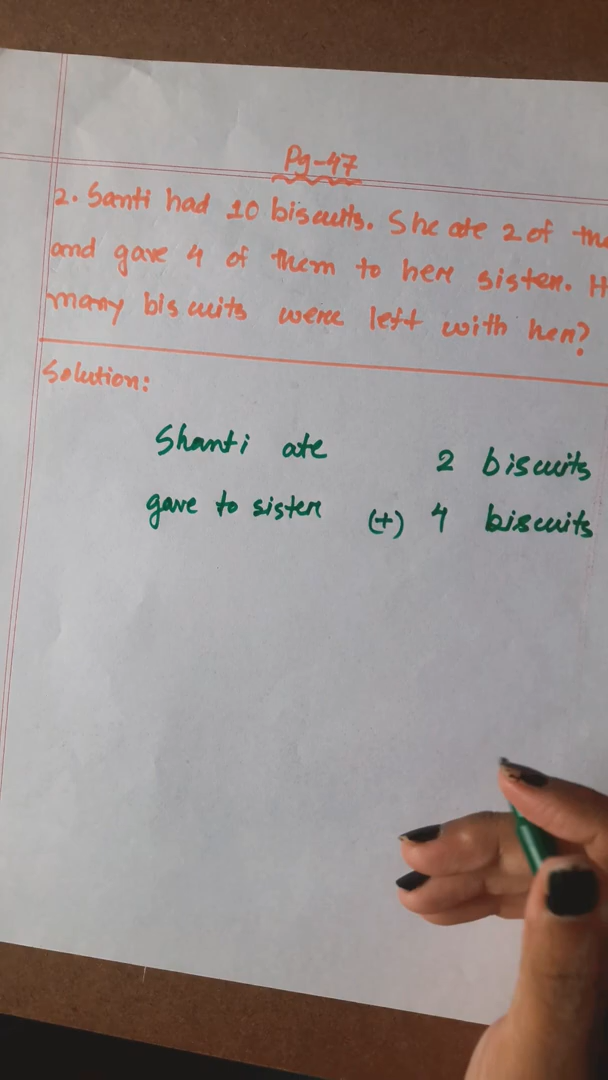 Pg-47
2. Santi had 10 biscuits. She ate 2 of
and gave 4 of them to here sister.
many biscuits were left with her?
Solution:
Shanti ate 2 biscuits
gave to sister (+) 4 biscuits